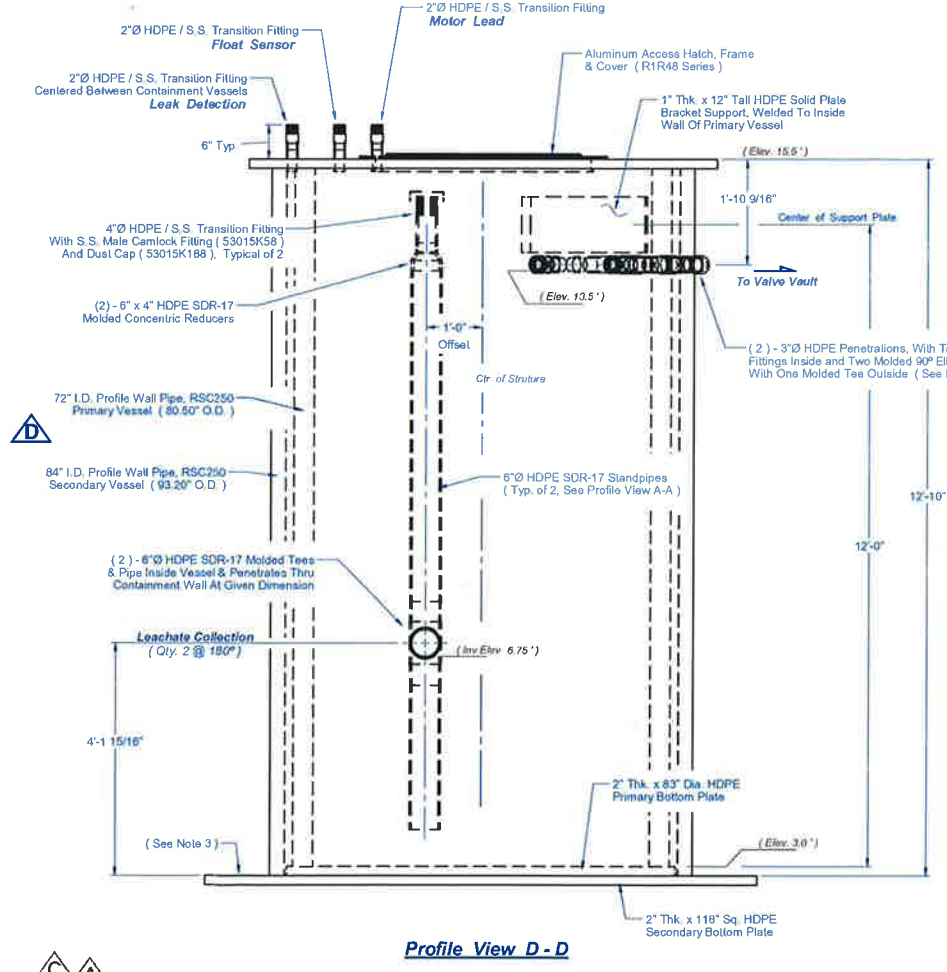 2"Ø HDPE / S.S. Transition Fitting
Motor Lead
2"Ø HDPE / S.S. Transition Fitting
Float Sensor
Aluminum Access Hatch, Frame
& Cover ( R1R48 Series )
2"Ø HDPE / S.S. Transition Fitting
Centered Between Containment Vessels
Leak Detection
1" Thk. x 12" Tall HDPE Solid Plate
Bracket Support, Welded To Inside
Wall Of Primary Vessel
6" Typ
( Elev. 15.5 ' )
1'-10 9/16"
Center of Support Plate
4"Ø HDPE / S.S. Transition Fitting
With S.S. Male Camlock Fitting ( 53015K58 )
And Dust Cap ( 53015K188 ), Typical of 2
To Valve Vault
( Elev. 13.5 ' )
(2) - 6" x 4" HDPE SDR-17
Molded Concentric Reducers
1'-0"
Offset
( 2 ) - 3"Ø HDPE Penetrations, With
Fittings Inside and Two Molded 90º
With One Molded Tee Outside ( See
Ctr of Struture
72" I.D. Profile Wall Pipe, RSC250
Primary Vessel ( 80.50" O.D. )
D
84" I.D. Profile Wall Pipe, RSC250
Secondary Vessel ( 93.20" O.D. )
6"Ø HDPE SDR-17 Standpipes
( Typ. of 2, See Profile View A-A )
12'-10"
12'-0"
( 2 ) - 6"Ø HDPE SDR-17 Molded Tees
& Pipe Inside Vessel & Penetrates Thru
Containment Wall At Given Dimension
Leachate Collection
( Qty. 2 @ 180º )
( Inv Elev 6.75 ' )
4'-1 15/16"
2" Thk. x 83" Dia. HDPE
Primary Bottom Plate
( See Note 3 )
( Elev. 3.0 ' )
2" Thk. x 118" Sq. HDPE
Secondary Bottom Plate
Profile View D - D
C A